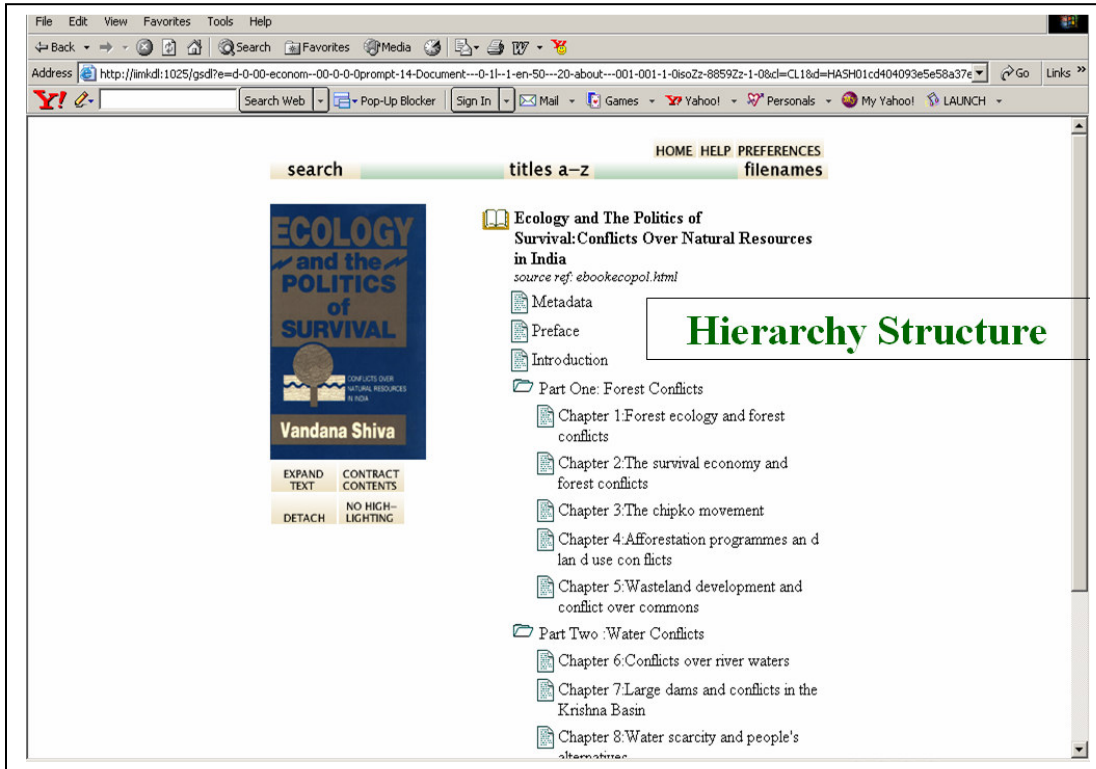 File Edit View Favorites Tools Help
Back Search Favorites Media
Address http://iimkdl:1025/gsdl?e=d-0-00-econom--00-0-0-0prompt-14-Document---0-1l--1-en-50---20-about---001-001-1-0isoZz-8859Zz-1-0&cl=CL1&d=HASH01cd404093e5e58a37e Go Links »
Y! Search Web Pop-Up Blocker Sign In Mail Games Yahoo! Personals My Yahoo! LAUNCH
HOME HELP PREFERENCES
search titles a–z filenames
ECOLOGY
and the
POLITICS
of
SURVIVAL
CONFLICTS OVER
NATURAL RESOURCES
IN INDIA
Vandana Shiva
EXPAND TEXT
CONTRACT CONTENTS
DETACH
NO HIGH–
LIGHTING
Ecology and The Politics of
Survival:Conflicts Over Natural Resources
in India
source ref: ebookecopol.html
Metadata
Preface
Introduction
Hierarchy Structure
Part One: Forest Conflicts
Chapter 1:Forest ecology and forest
conflicts
Chapter 2:The survival economy and
forest conflicts
Chapter 3:The chipko movement
Chapter 4:Afforestation programmes an d
lan d use con flicts
Chapter 5:Wasteland development and
conflict over commons
Part Two :Water Conflicts
Chapter 6:Conflicts over river waters
Chapter 7:Large dams and conflicts in the
Krishna Basin
Chapter 8:Water scarcity and people's
alternatives